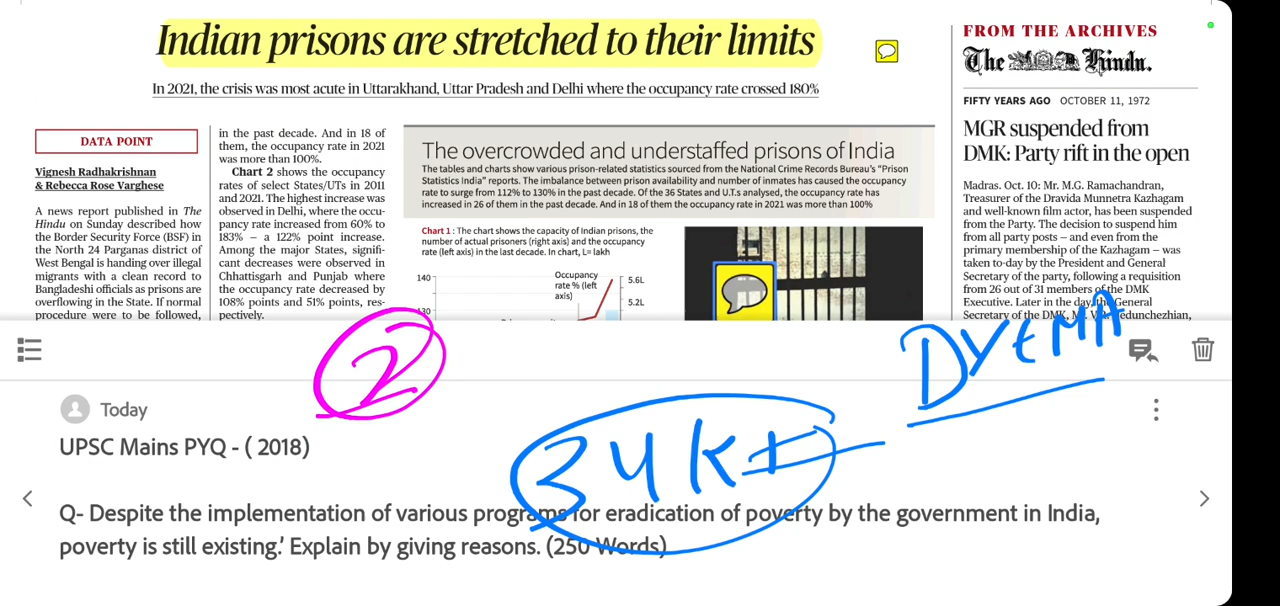 Indian prisons are stretched to their limits
In 2021, the crisis was most acute in Uttarakhand, Uttar Pradesh and Delhi where the occupancy rate crossed 180%
DATA POINT
Vignesh Radhakrishnan
& Rebecca Rose Varghese
A news report published in The
Hindu on Sunday described how
the Border Security Force (BSF) in
the North 24 Parganas district of
West Bengal is handing over illegal
migrants with a clean record to
Bangladeshi officials as prisons are
overflowing in the State. If normal
procedure were to be followed,
in the past decade. And in 18 of
them, the occupancy rate in 2021
was more than 100%.
Chart 2 shows the occupancy
rates of select States/UTs in 2011
and 2021. The highest increase was
observed in Delhi, where the occu-
pancy rate increased from 60% to
183% – a 122% point increase.
Among the major States, signifi-
cant decreases were observed in
Chhattisgarh and Punjab where
the occupancy rate decreased by
108% points and 51% points, res-
pectively.
The overcrowded and understaffed prisons of India
The tables and charts show various prison-related statistics sourced from the National Crime Records Bureau's "Prison
Statistics India" reports. The imbalance between prison availability and number of inmates has caused the occupancy
rate to surge from 112% to 130% in the past decade. Of the 36 States and U.T.s analysed, the occupancy rate has
increased in 26 of them in the past decade. And in 18 of them the occupancy rate in 2021 was more than 100%
Chart 1 : The chart shows the capacity of Indian prisons, the
number of actual prisoners (right axis) and the occupancy
rate (left axis) in the last decade. In chart, L= lakh
140
130
Occupancy
rate % (left
axis)
5.6L
5.2L
FROM THE ARCHIVES
The Hindu.
FIFTY YEARS AGO OCTOBER 11, 1972
MGR suspended from
DMK: Party rift in the open
Madras. Oct. 10: Mr. M.G. Ramachandran,
Treasurer of the Dravida Munnetra Kazhagam
and well-known film actor, has been suspended
from the Party. The decision to suspend him
from all party posts – and even from the
primary membership of the Kazhagam – was
taken to-day by the President and General
Secretary of the party, following a requisition
from 26 out of 31 members of the DMK
Executive. Later in the day, the General
Secretary of the DMK, Mr. V.R. Nedunchezhian,
2
DYEMA
34K
Today
UPSC Mains PYQ - ( 2018)
Q- Despite the implementation of various programs for eradication of poverty by the government in India,
poverty is still existing.' Explain by giving reasons. (250 Words)